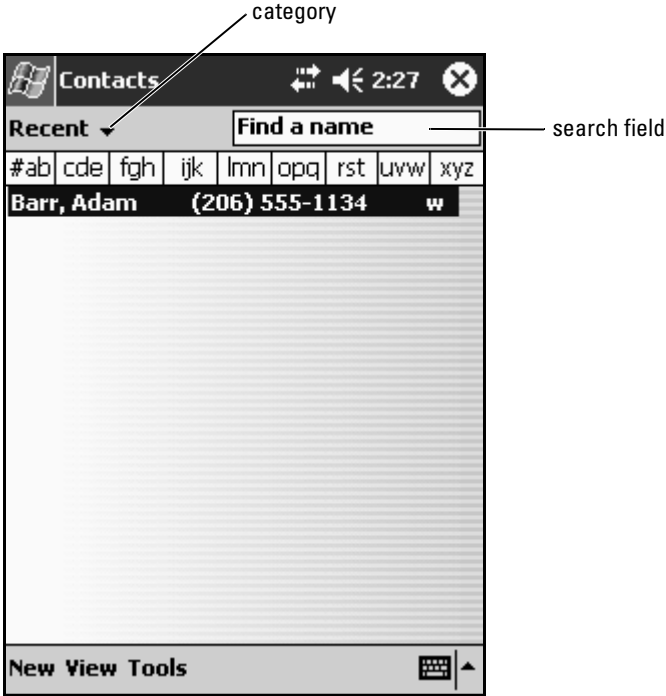 category
Contacts 2:27
Recent Find a name
search field
#ab cde fgh ijk lmn opq rst uvw xyz
Barr, Adam (206) 555-1134 w
New View Tools